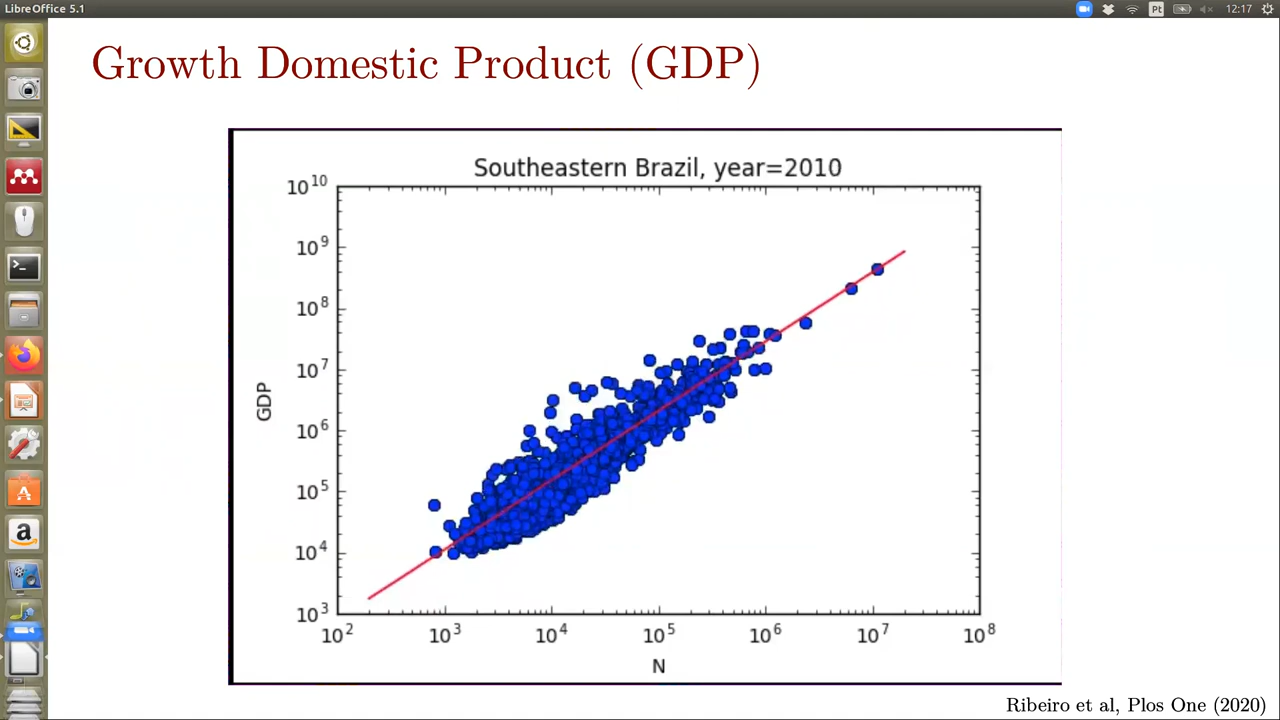 LibreOffice 5.1
Pt
12:17
Growth Domestic Product (GDP)
Southeastern Brazil, year=2010
10^10
10^9
10^8
10^7
10^6
10^5
10^4
10^3
GDP
10^2 10^3 10^4 10^5 10^6 10^7 10^8
N
Ribeiro et al, Plos One (2020)